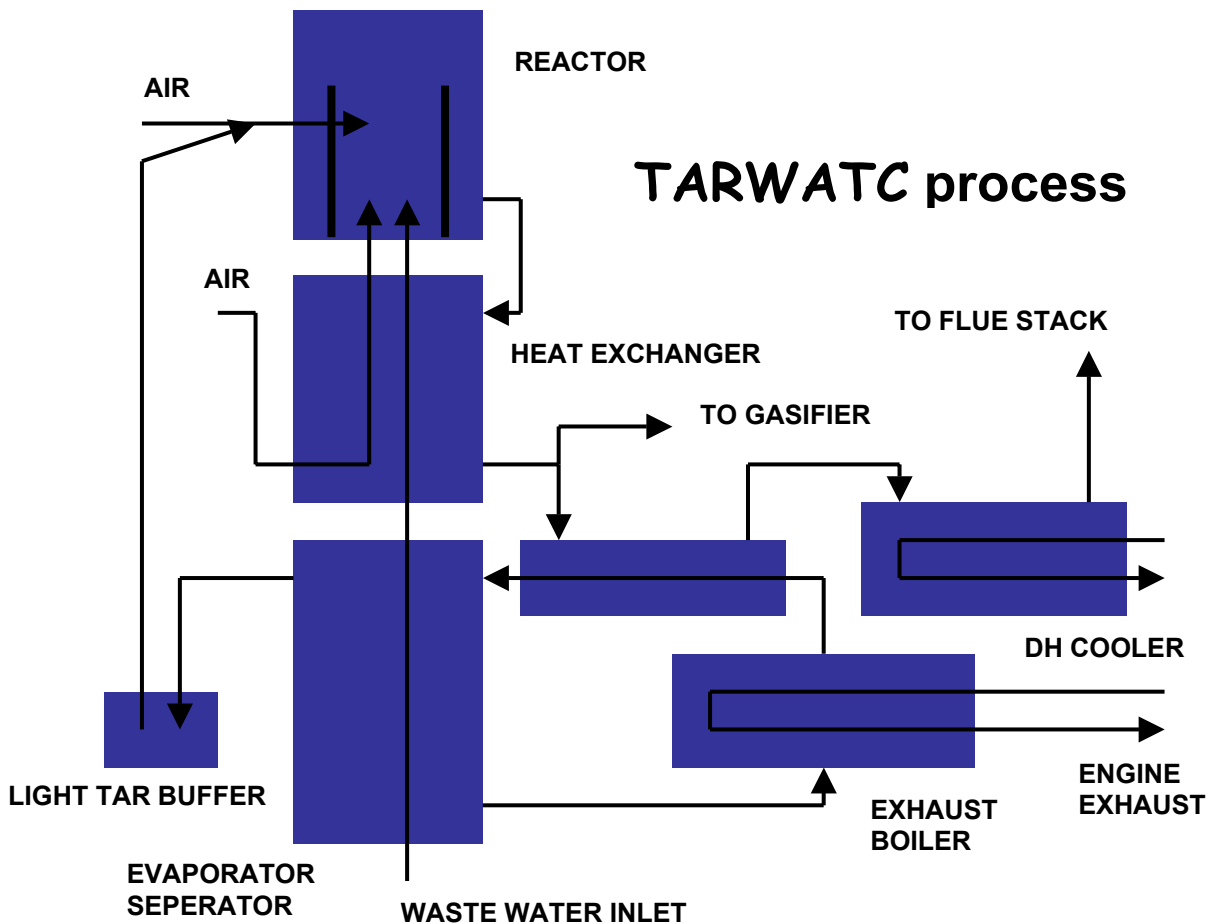 REACTOR
AIR
TARWATC process
AIR
TO FLUE STACK
HEAT EXCHANGER
TO GASIFIER
DH COOLER
ENGINE
EXHAUST
LIGHT TAR BUFFER
EXHAUST
BOILER
EVAPORATOR
SEPERATOR
WASTE WATER INLET